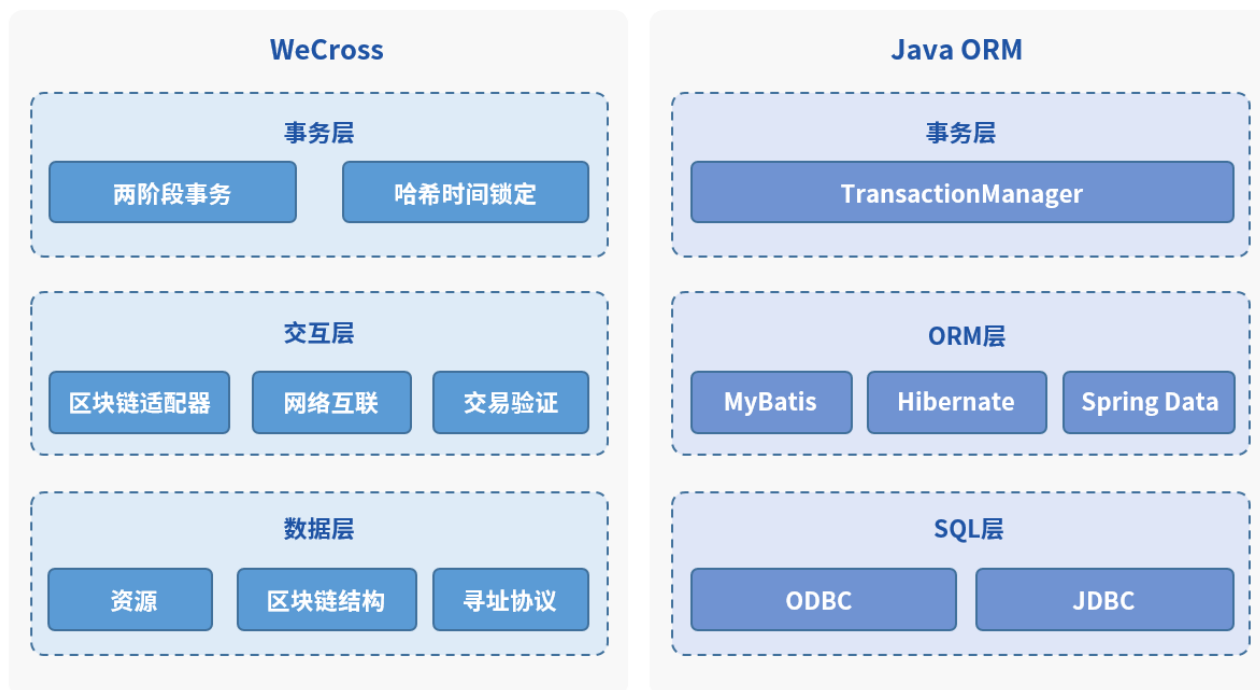 WeCross
事务层
两阶段事务
哈希时间锁定
交互层
区块链适配器
网络互联
交易验证
数据层
资源
区块链结构
寻址协议
Java ORM
事务层
TransactionManager
ORM层
MyBatis
Hibernate
Spring Data
SQL层
ODBC
JDBC